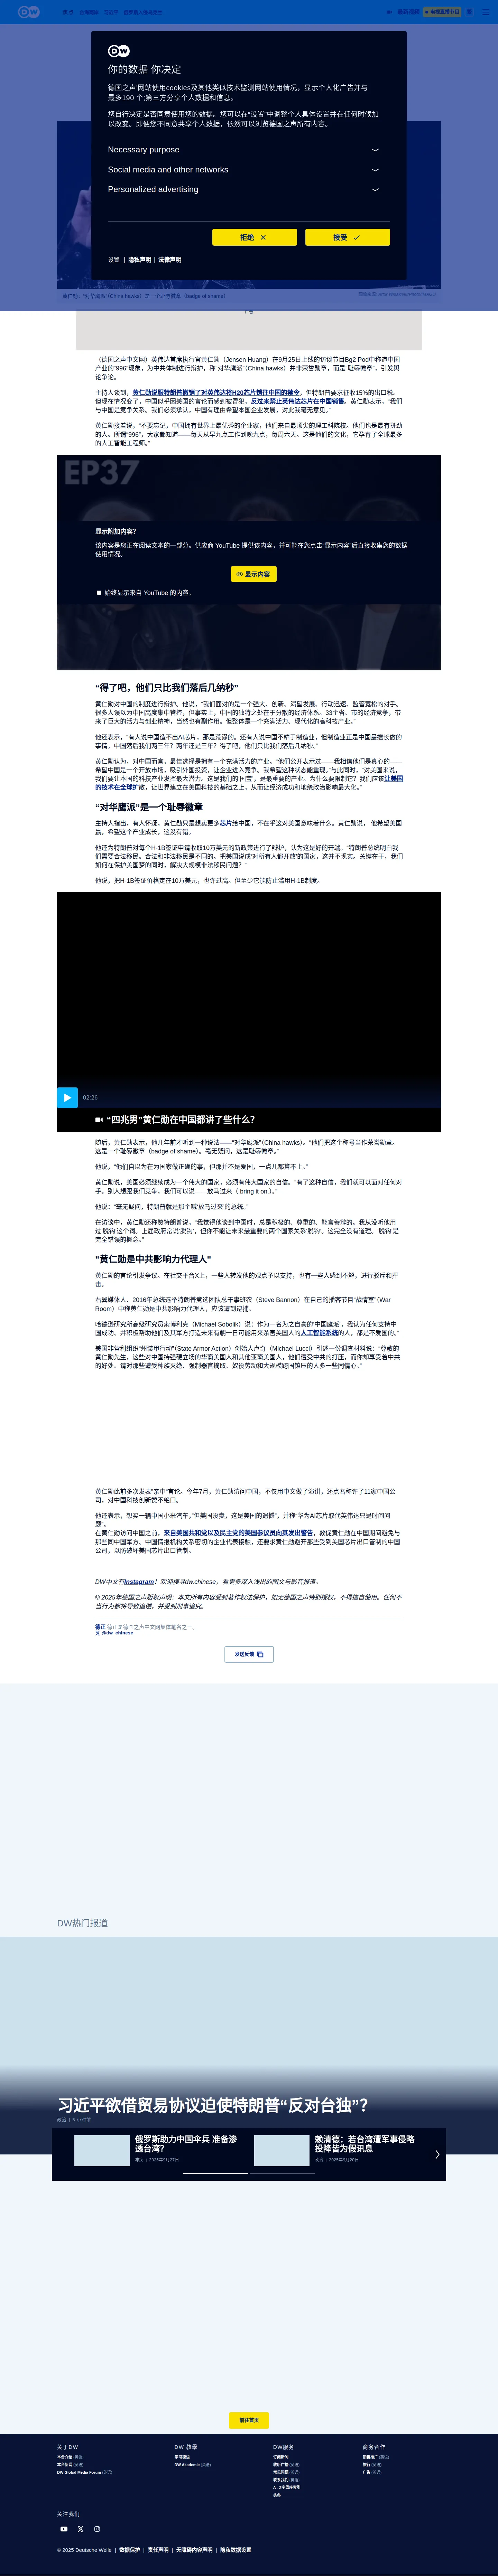 DW
你的数据 你决定
德国之声'网站使用cookies及其他类似技术监测网站使用情况，显示个人化广告并与
最多190 个;第三方分享个人数据和信息。
您自行决定是否同意使用您的数据。您可以在“设置”中调整个人具体设置并在任何时候加
以改变。即便您不同意共享个人数据，依然可以浏览德国之声所有内容。
Necessary purpose
Social media and other networks
Personalized advertising
拒绝
接受
设置 | 隐私声明 | 法律声明
黄仁勋：“对华鹰派”(China hawks）是一个耻辱徽章（badge of shame）
广告
（德国之声中文网）英伟达首席执行官黄仁勋（Jensen Huang）在9月25日上线的访谈节目Bg2 Pod中称道中国
产业的“996”现象，为中共体制进行辩护，称“对华鹰派”（China hawks）并非荣誉勋章，而是“耻辱徽章”，引发舆
论争论。
主持人谈到，黄仁勋说服特朗普撤销了对英伟达将H20芯片销往中国的禁令，但特朗普要求征收15%的出口税。
但现在情况变了，中国似乎因美国的言论而感到被冒犯，反过来禁止英伟达芯片在中国销售。黄仁勋表示，“我们
与中国是竞争关系。我们必须承认，中国有理由希望本国企业发展，对此我毫无意见。”
黄仁勋接着说，“不要忘记，中国拥有世界上最优秀的企业家，他们来自最顶尖的理工科院校。他们也是最有拼劲
的人。所谓“996”，大家都知道——每天从早九点工作到晚九点，每周六天。这是他们的文化，它孕育了全球最多
的人工智能工程师。”
EP37
显示附加内容？
该内容是您正在阅读文本的一部分。供应商 YouTube 提供该内容，并可能在您点击“显示内容”后直接收集您的数据
使用情况。
显示内容
始终显示来自 YouTube 的内容。
“得了吧，他们只比我们落后几纳秒”
黄仁勋对中国的制度进行辩护。他说，“我们面对的是一个强大、创新、渴望发展、行动迅速、监管宽松的对手。
很多人误以为中国高度集中管控，但事实上，中国的独特之处在于分散的经济体系。33个省、市的经济竞争，带
来了巨大的活力与创业精神，当然也有副作用。但整体是一个充满活力、现代化的高科技产业。”
他还表示，“有人说中国造不出AI芯片，那是荒谬的。还有人说中国不精于制造业，但制造业正是中国最擅长做的
事情。中国落后我们两三年？两年还是三年？得了吧，他们只比我们落后几纳秒。”
黄仁勋认为，对中国而言，最佳选择是拥有一个充满活力的产业。“他们公开表示过——我相信他们是真心的——
希望中国是一个开放市场，吸引外国投资，让企业进入竞争。我希望这种状态能重现。”与此同时，“对美国来说，
我们要让本国的科技产业发挥最大潜力。这是我们的‘国宝’，是最重要的产业。为什么要限制它？我们应该让美国
的技术在全球扩散，让世界建立在美国科技的基础之上，从而让经济成功和地缘政治影响最大化。”
“对华鹰派”是一个耻辱徽章
主持人指出，有人怀疑，黄仁勋只是想卖更多芯片给中国，不在乎这对美国意味着什么。黄仁勋说， 他希望美国
赢，希望这个产业成长，这没有错。
他还为特朗普对每个H-1B签证申请收取10万美元的新政策进行了辩护，认为这是好的开端。“特朗普总统明白我
们需要合法移民。合法和非法移民是不同的。把美国说成‘对所有人都开放’的国家，这并不现实。关键在于，我们
如何在保护美国梦的同时，解决大规模非法移民问题？”
他说，把H-1B签证价格定在10万美元，也许过高。但至少它能防止滥用H-1B制度。
02:26
“四兆男”黄仁勋在中国都讲了些什么？
随后，黄仁勋表示，他几年前才听到一种说法——“对华鹰派”（China hawks）。“他们把这个称号当作荣誉勋章。
这是一个耻辱徽章（badge of shame）。毫无疑问，这是耻辱徽章。”
他说，“他们自以为在为国家做正确的事，但那并不是爱国，一点儿都算不上。”
黄仁勋说，美国必须继续成为一个伟大的国家，必须有伟大国家的自信。“有了这种自信，我们就可以面对任何对
手。别人想跟我们竞争，我们可以说——放马过来（ bring it on.）。”
他说：“毫无疑问，特朗普就是那个喊‘放马过来’的总统。”
在访谈中，黄仁勋还称赞特朗普说，“我觉得他谈到中国时，总是积极的、尊重的、能言善辩的。我从没听他用
过‘脱钩’这个词。上届政府常说‘脱钩’，但你不能让未来最重要的两个国家关系‘脱钩’。这完全没有道理。‘脱钩’是
完全错误的概念。”
"黄仁勋是中共影响力代理人"
黄仁勋的言论引发争议。在社交平台X上，一些人转发他的观点予以支持，也有一些人感到不解，进行驳斥和抨
击。
右翼媒体人、2016年总统选举特朗普竞选团队总干事班农（Steve Bannon）在自己的播客节目“战情室”（War
Room）中称黄仁勋是中共影响力代理人，应该遭到逮捕。
哈德逊研究所高级研究员索博利克（Michael Sobolik）说：作为一名为之自豪的‘中国鹰派’，我认为任何支持中
国成功、并积极帮助他们及其军方打造未来有朝一日可能用来杀害美国人的人工智能系统的人，都是不爱国的。”
美国非营利组织“州装甲行动”（State Armor Action）创始人卢奇（Michael Lucci）引述一份调查材料说：“尊敬的
黄仁勋先生，这些对中国持强硬立场的华裔美国人和其他亚裔美国人，他们遭受中共的打压，而你却享受着中共
的好处。请对那些遭受种族灭绝、强制器官摘取、奴役劳动和大规模跨国镇压的人多一些同情心。”
黄仁勋此前多次发表“亲中”言论。今年7月，黄仁勋访问中国，不仅用中文做了演讲，还点名称许了11家中国公
司，对中国科技创新赞不绝口。
他还表示，想买一辆中国小米汽车。“但美国没卖，这是美国的遗憾”，并称“华为AI芯片取代英伟达只是时间问
题”。
在黄仁勋访问中国之前，来自美国共和党以及民主党的美国参议员向其发出警告，敦促黄仁勋在中国期间避免与
那些同中国军方、中国情报机构关系密切的企业代表接触，还要求黄仁勋避开那些受到美国芯片出口管制的中国
公司，以防破坏美国芯片出口管制。
DW中文有Instagram！欢迎搜寻dw.chinese，看更多深入浅出的图文与影音报道。
© 2025年德国之声版权声明：本文所有内容受到著作权法保护，如无德国之声特别授权，不得擅自使用。任何不
当行为都将导致追偿，并受到刑事追究。
德正 德正是德国之声中文网集体笔名之一。
@dw_chinese
发送反馈
DW热门报道
习近平欲借贸易协议迫使特朗普“反对台独”？
政治 | 5 小时前
俄罗斯助力中国伞兵 准备渗
透台湾？
冲突 | 2025年9月27日
赖清德：若台湾遭军事侵略
投降皆为假讯息
政治 | 2025年9月20日
前往首页
关于DW
本台介绍 (英语)
本台新闻 (英语)
DW Global Media Forum (英语)
DW 教學
学习德语
DW Akademie (英语)
DW服务
订阅新闻
收听广播 (英语)
常见问题 (英语)
联系我们 (英语)
A - Z字母序索引
头条
商务合作
销售推广 (英语)
旅行 (英语)
广告 (英语)
关注我们
© 2025 Deutsche Welle | 数据保护 | 责任声明 | 无障碍内容声明 | 隐私数据设置